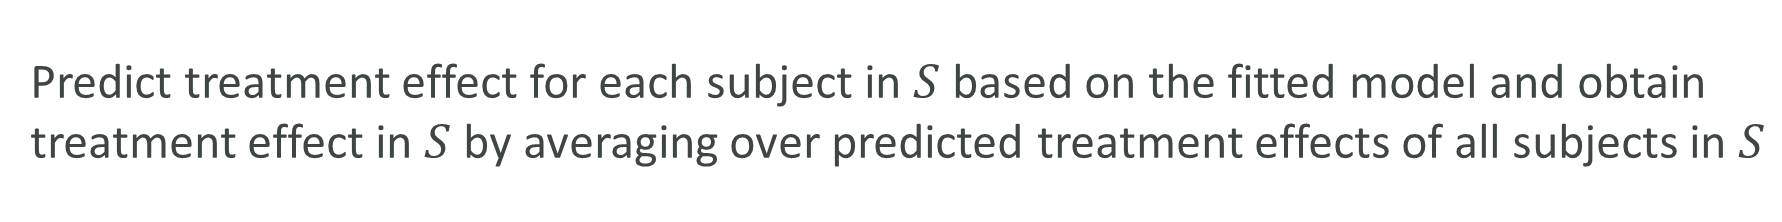 Predict treatment effect for each subject in S based on the fitted model and obtain
treatment effect in S by averaging over predicted treatment effects of all subjects in S